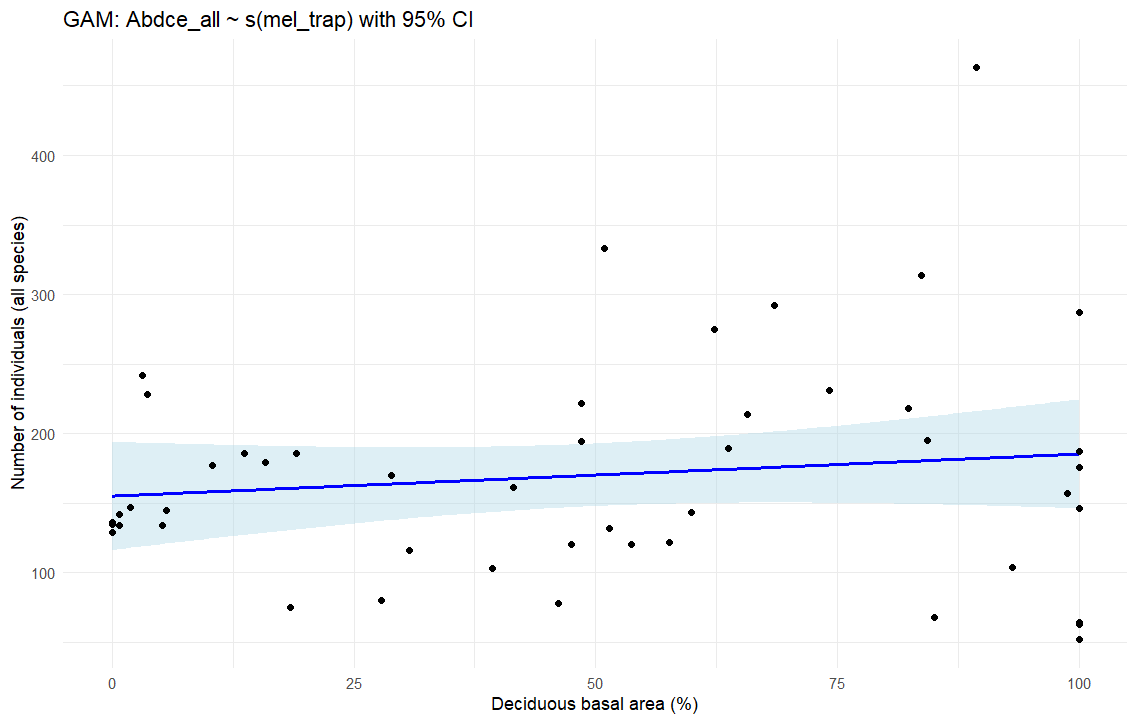 GAM: Abdce_all ~ s(mel_trap) with 95% CI
Number of individuals (all species)
400
300
200
100
0 25 50 75 100
Deciduous basal area (%)